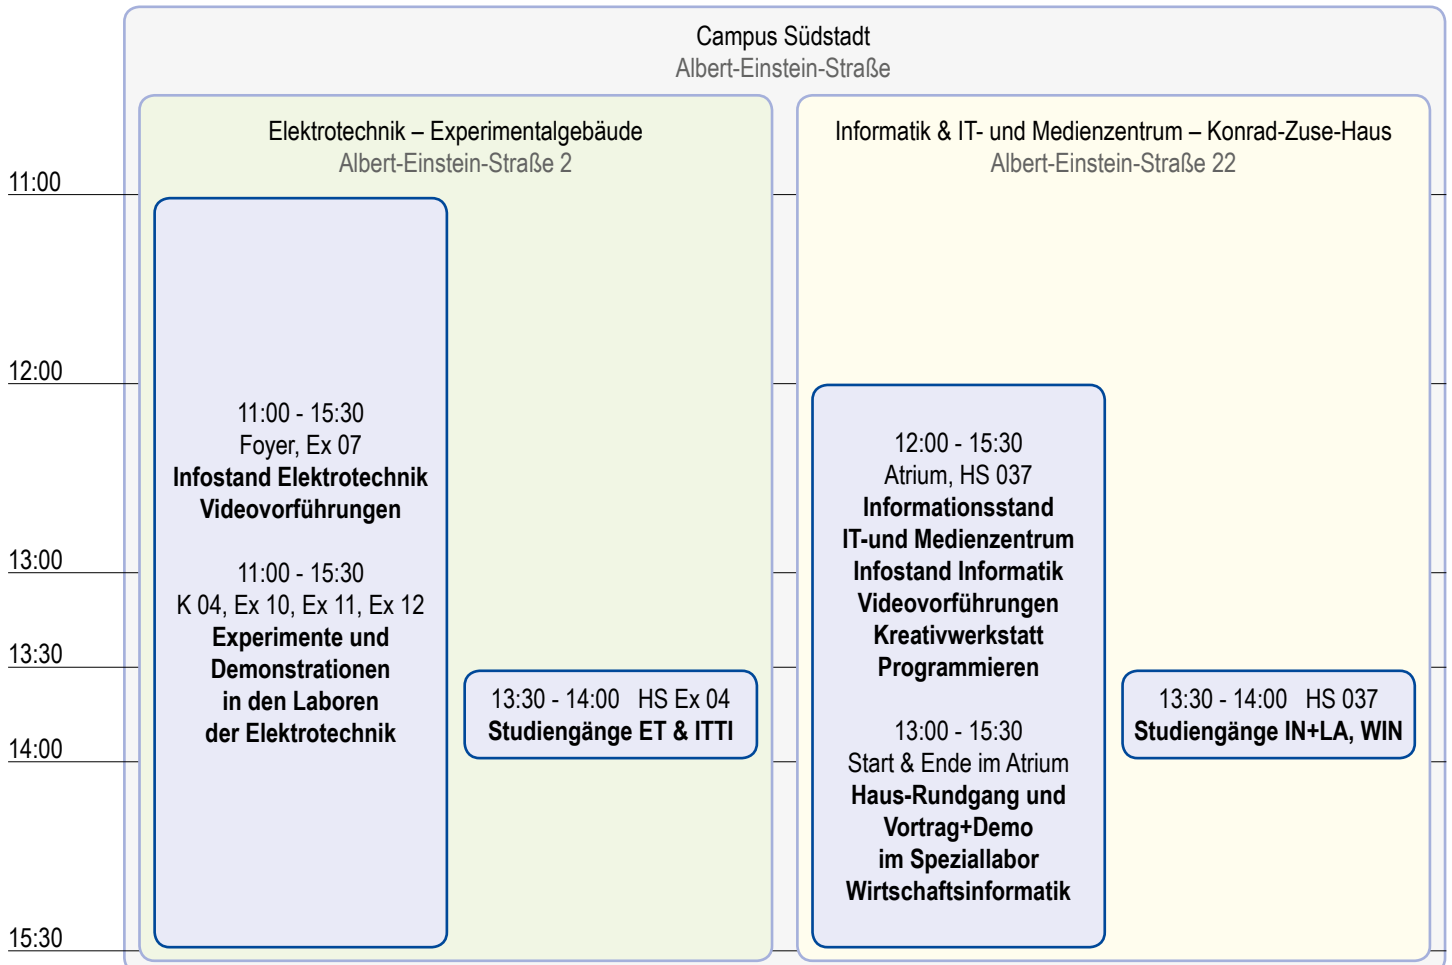 Campus Südstadt
Albert-Einstein-Straße
Elektrotechnik – Experimentalgebäude
Albert-Einstein-Straße 2
Informatik & IT- und Medienzentrum – Konrad-Zuse-Haus
Albert-Einstein-Straße 22
11:00
12:00
13:00
13:30
14:00
15:30
11:00 - 15:30
Foyer, Ex 07
Infostand Elektrotechnik
Videovorführungen
11:00 - 15:30
K 04, Ex 10, Ex 11, Ex 12
Experimente und
Demonstrationen
in den Laboren
der Elektrotechnik
13:30 - 14:00 HS Ex 04
Studiengänge ET & ITTI
12:00 - 15:30
Atrium, HS 037
Informationsstand
IT-und Medienzentrum
Infostand Informatik
Videovorführungen
Kreativwerkstatt
Programmieren
13:00 - 15:30
Start & Ende im Atrium
Haus-Rundgang und
Vortrag+Demo
im Speziallabor
Wirtschaftsinformatik
13:30 - 14:00 HS 037
Studiengänge IN+LA, WIN